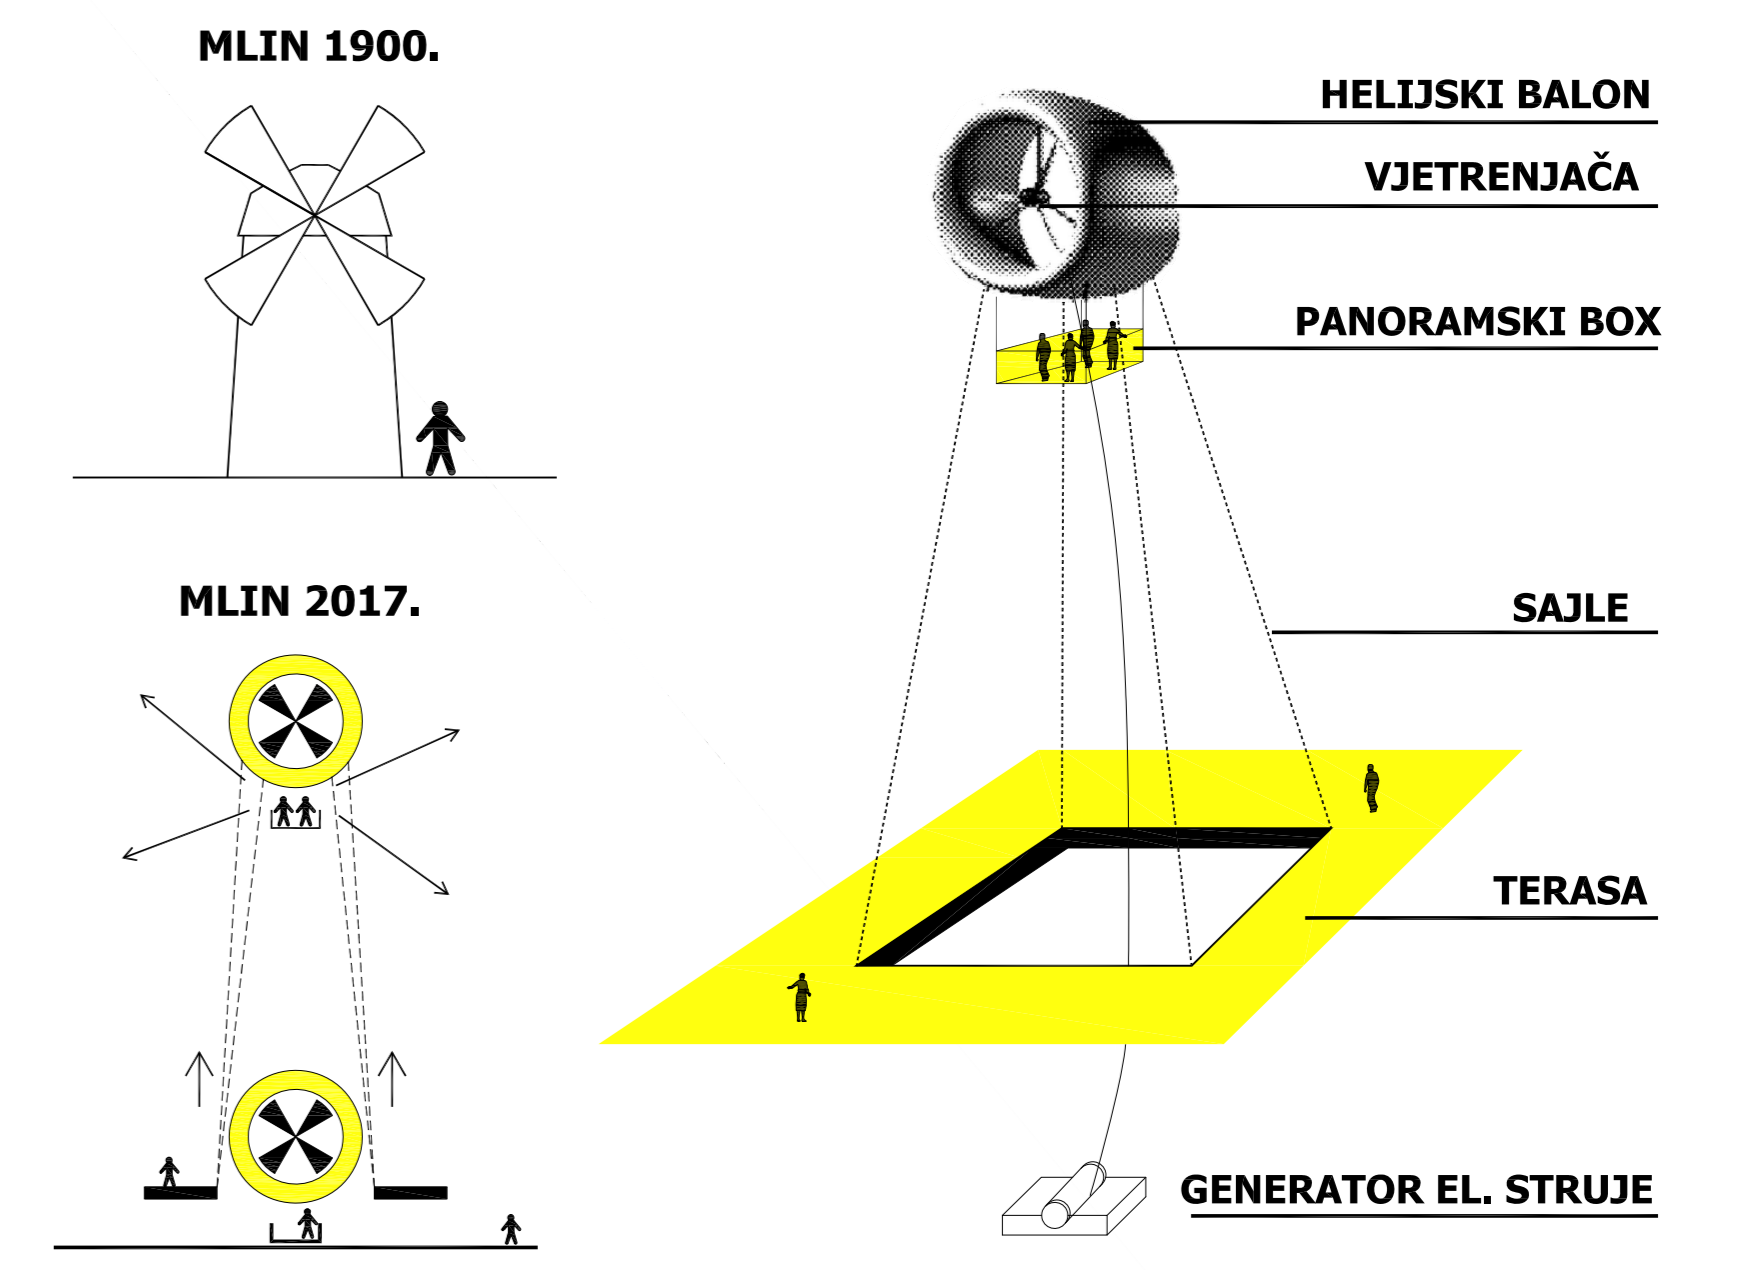 MLIN 1900.
MLIN 2017.
HELIJSKI BALON
VJETRENJAČA
PANORAMSKI BOX
SAJLE
TERASA
GENERATOR EL. STRUJE